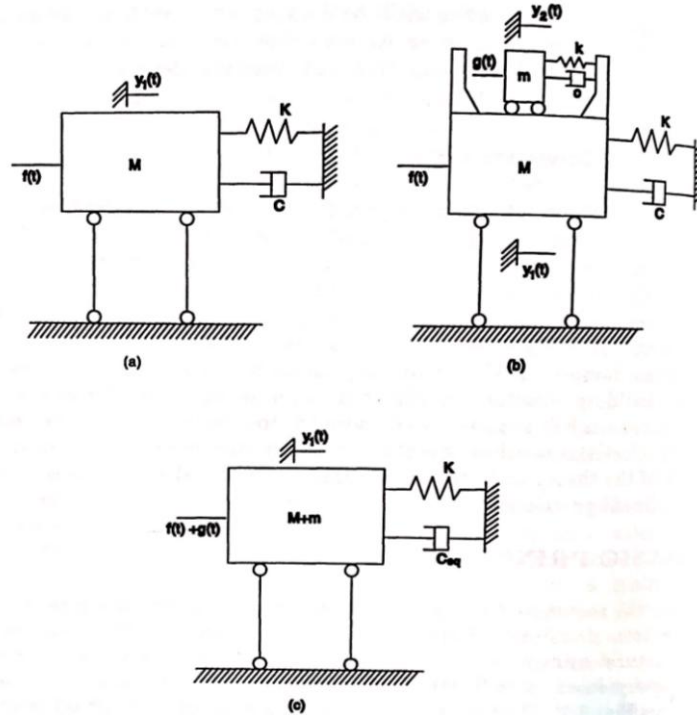 y₁(t)
K
M
f(t)
C
(a)
y₂(t)
k
g(t)
m
c
K
M
f(t)
C
y₁(t)
(b)
y₁(t)
K
f(t) +g(t)
M+m
Ceq
(c)